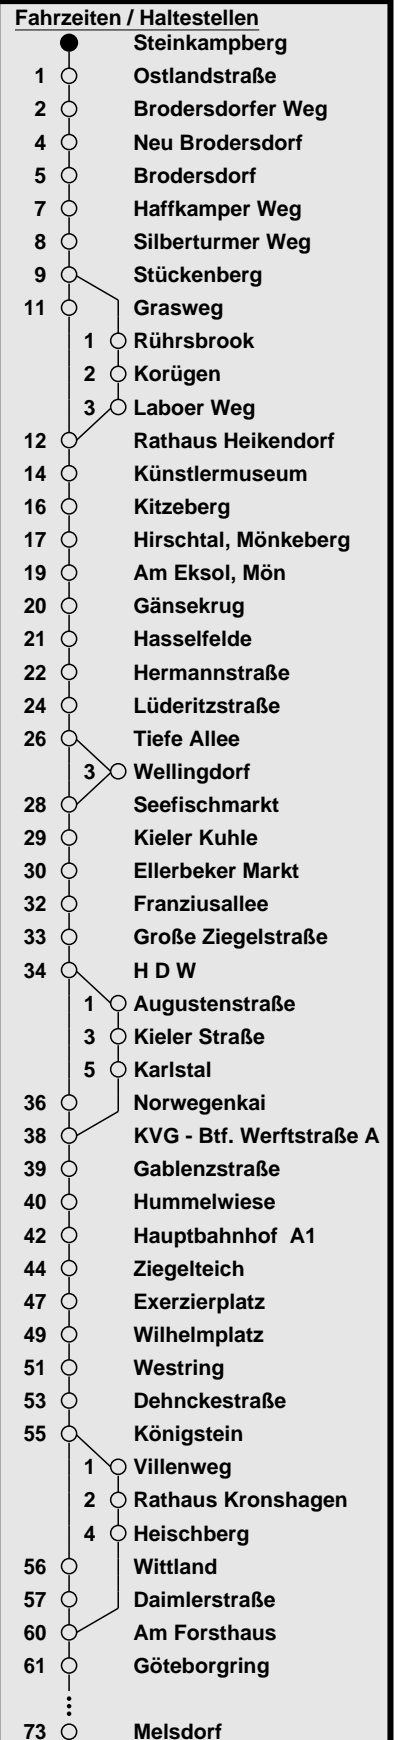 Fahrzeiten / Haltestellen
Steinkampberg
1 Ostlandstraße
2 Brodersdorfer Weg
4 Neu Brodersdorf
5 Brodersdorf
7 Haffkamper Weg
8 Silberturmer Weg
9 Stückenberg
11 Grasweg
1 Rührsbrook
2 Korügen
3 Laboer Weg
12 Rathaus Heikendorf
14 Künstlermuseum
16 Kitzeberg
17 Hirschtal, Mönkeberg
19 Am Eksol, Mön
20 Gänsekrug
21 Hasselfelde
22 Hermannstraße
24 Lüderitzstraße
26 Tiefe Allee
3 Wellingdorf
28 Seefischmarkt
29 Kieler Kuhle
30 Ellerbeker Markt
32 Franziusallee
33 Große Ziegelstraße
34 H D W
1 Augustenstraße
3 Kieler Straße
5 Karlstal
36 Norwegenkai
38 KVG - Btf. Werftstraße A
39 Gablenzstraße
40 Hummelwiese
42 Hauptbahnhof A1
44 Ziegelteich
47 Exerzierplatz
49 Wilhelmplatz
51 Westring
53 Dehnckestraße
55 Königstein
1 Villenweg
2 Rathaus Kronshagen
4 Heischberg
56 Wittland
57 Daimlerstraße
60 Am Forsthaus
61 Göteborgring
73 Melsdorf